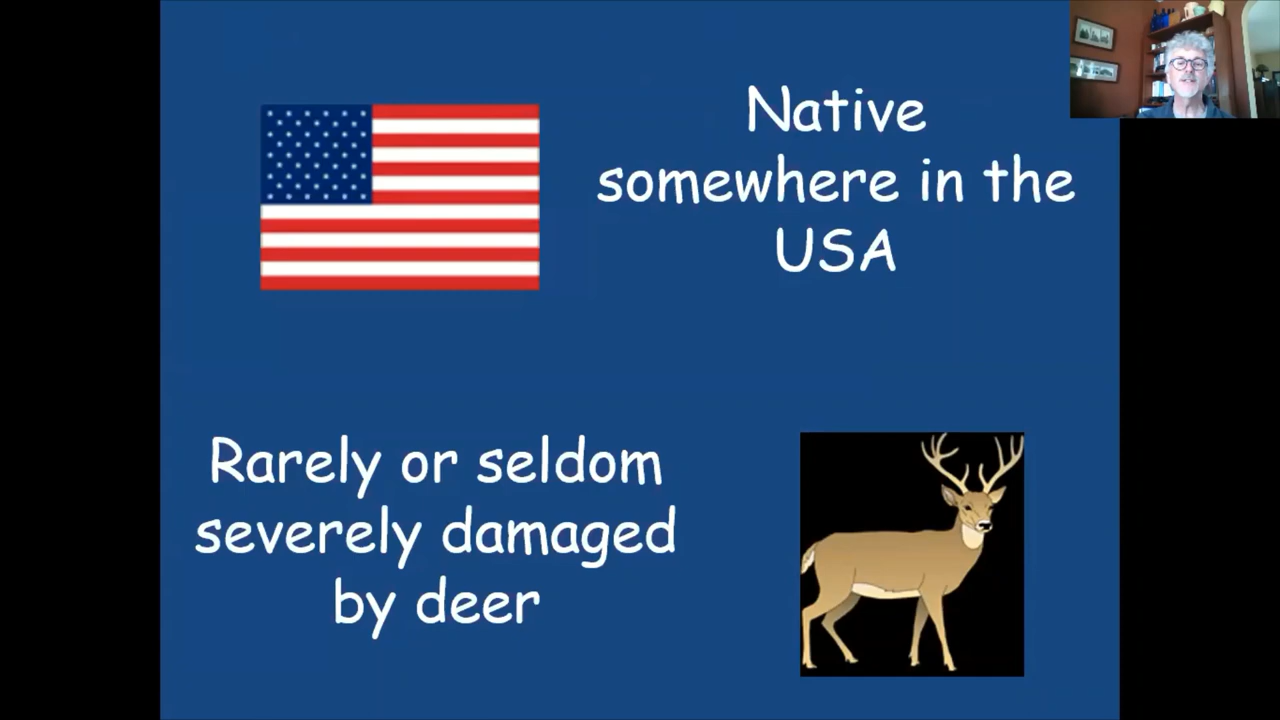 Native
somewhere in the
USA
Rarely or seldom
severely damaged
by deer